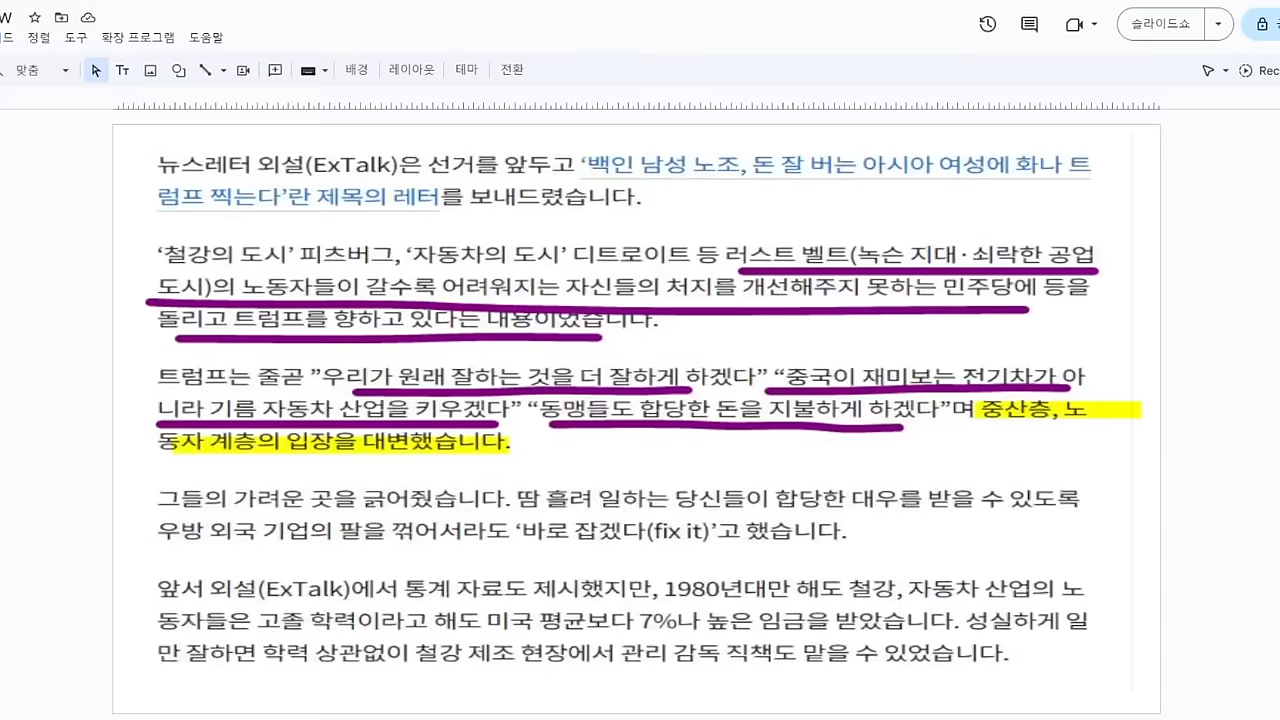 W
드 정렬 도구 확장 프로그램 도움말
슬라이드쇼
맞춤 Tт 배경 레이아웃 테마 전환 Rec
뉴스레터 외설(ExTalk)은 선거를 앞두고 ‘백인 남성 노조, 돈 잘 버는 아시아 여성에 화나 트
럼프 찍는다’란 제목의 레터를 보내드렸습니다.
‘철강의 도시’ 피츠버그, ‘자동차의 도시’ 디트로이트 등 러스트 벨트(녹슨 지대·쇠락한 공업
도시)의 노동자들이 갈수록 어려워지는 자신들의 처지를 개선해주지 못하는 민주당에 등을
돌리고 트럼프를 향하고 있다는 내용이었습니다.
트럼프는 줄곧 ”우리가 원래 잘하는 것을 더 잘하게 하겠다” “중국이 재미보는 전기차가 아
니라 기름 자동차 산업을 키우겠다” “동맹들도 합당한 돈을 지불하게 하겠다”며 중산층, 노
동자 계층의 입장을 대변했습니다.
그들의 가려운 곳을 긁어줬습니다. 땀 흘려 일하는 당신들이 합당한 대우를 받을 수 있도록
우방 외국 기업의 팔을 꺾어서라도 ‘바로 잡겠다(fix it)’고 했습니다.
앞서 외설(ExTalk)에서 통계 자료도 제시했지만, 1980년대만 해도 철강, 자동차 산업의 노
동자들은 고졸 학력이라고 해도 미국 평균보다 7%나 높은 임금을 받았습니다. 성실하게 일
만 잘하면 학력 상관없이 철강 제조 현장에서 관리 감독 직책도 맡을 수 있었습니다.